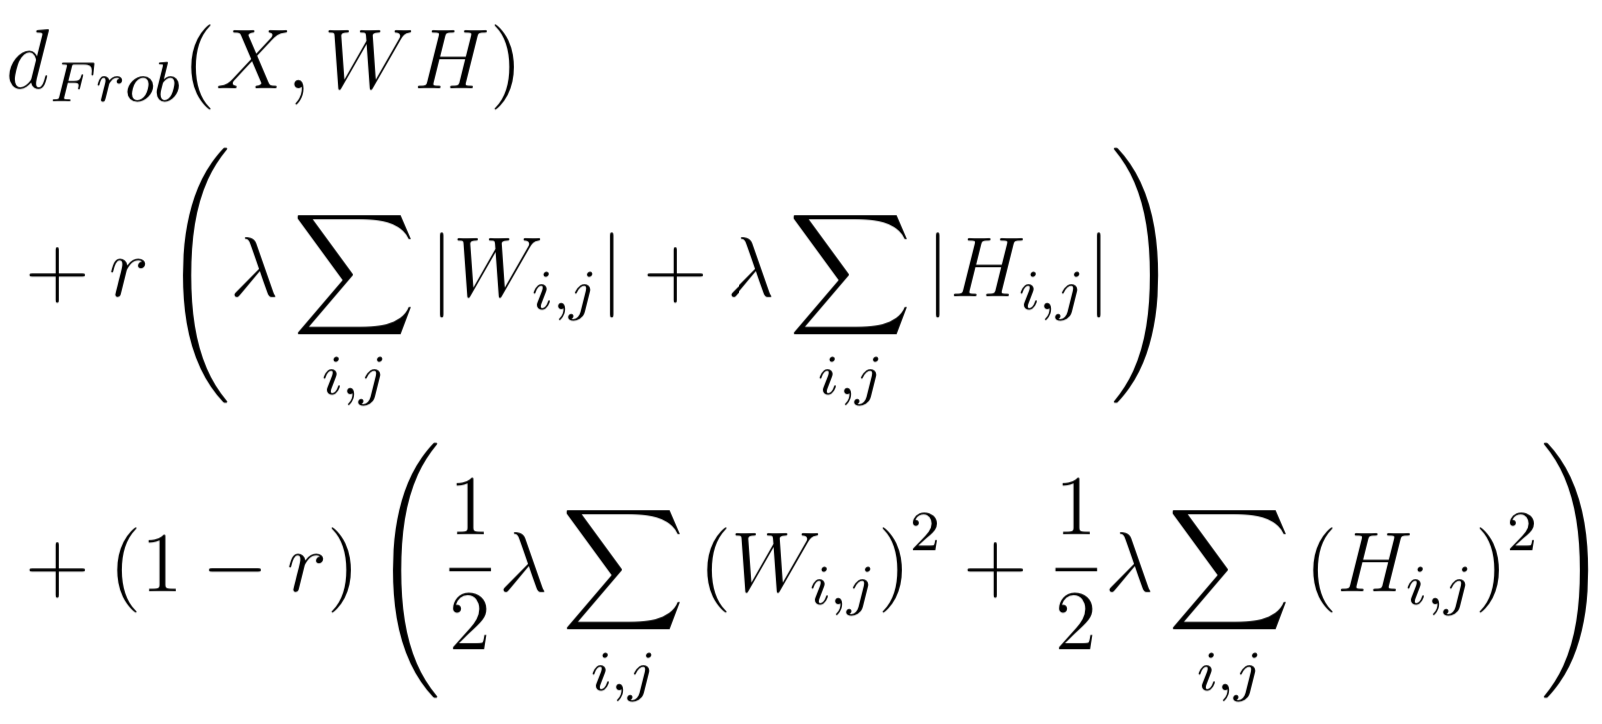 d_{Frob}(X, WH)
+ r \left( \lambda \sum_{i,j} |W_{i,j}| + \lambda \sum_{i,j} |H_{i,j}| \right)
+ (1 - r) \left( \frac{1}{2} \lambda \sum_{i,j} (W_{i,j})^2 + \frac{1}{2} \lambda \sum_{i,j} (H_{i,j})^2 \right)